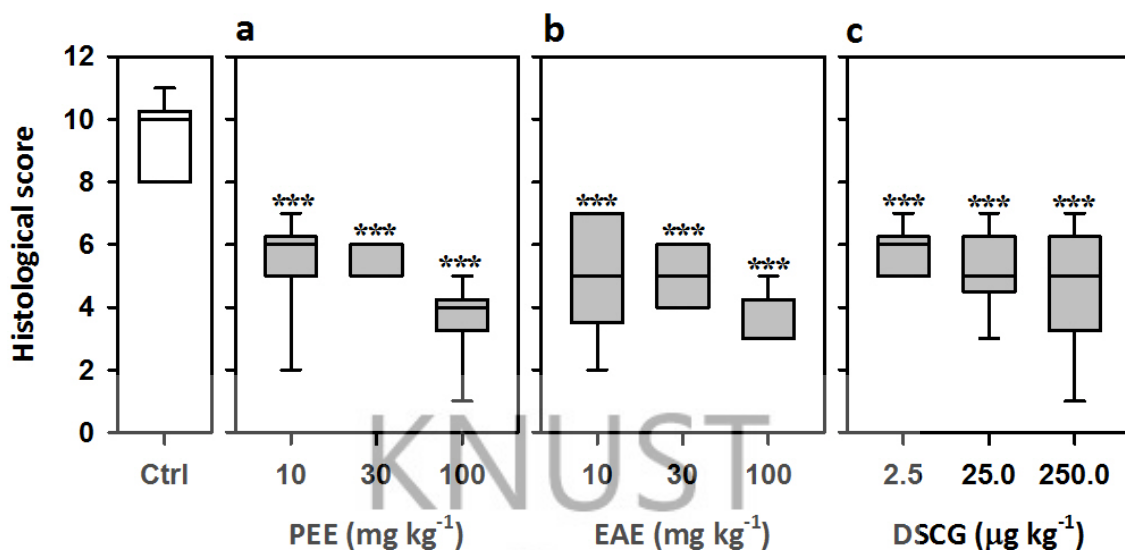 a b c
12
10
8
6
4
2
0
Histological score
*** *** *** *** *** *** *** *** ***
Ctrl 10 30 100 10 30 100 2.5 25.0 250.0
KNUST
PEE (mg kg⁻¹) EAE (mg kg⁻¹) DSCG (µg kg⁻¹)